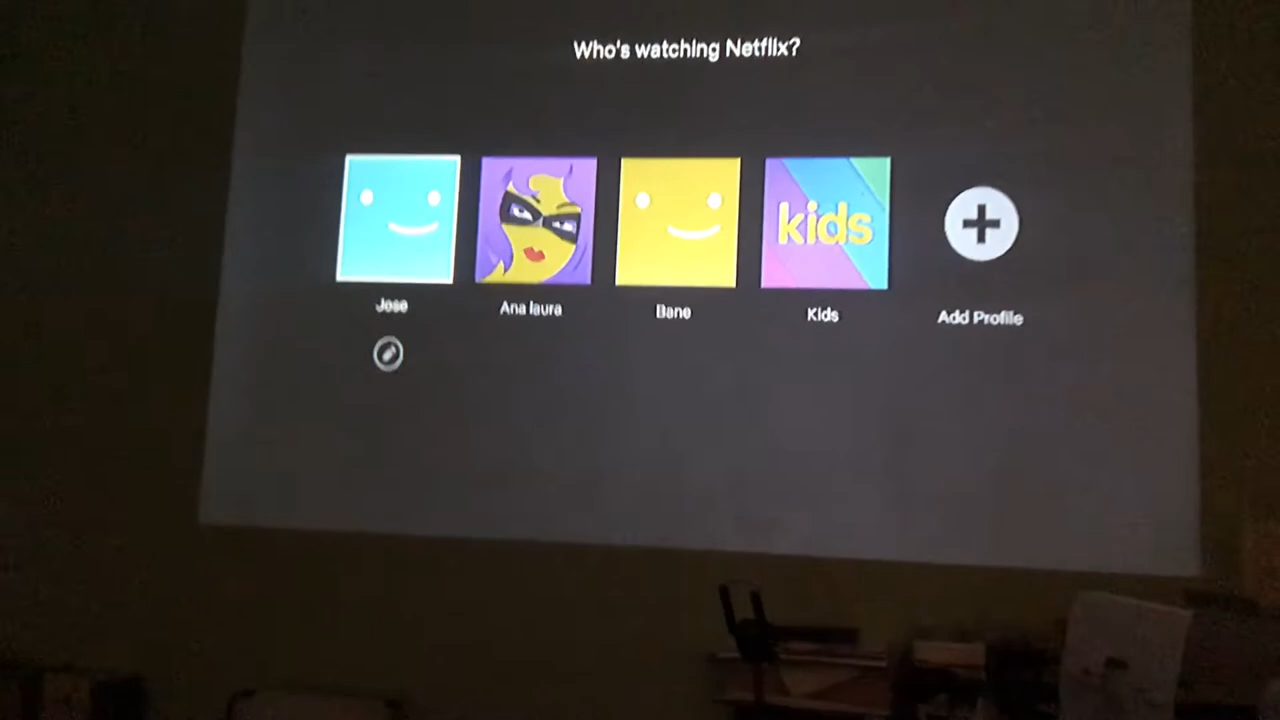 Who's watching Netflix?
kids
Jose
Ana laura
Bane
Kids
Add Profile